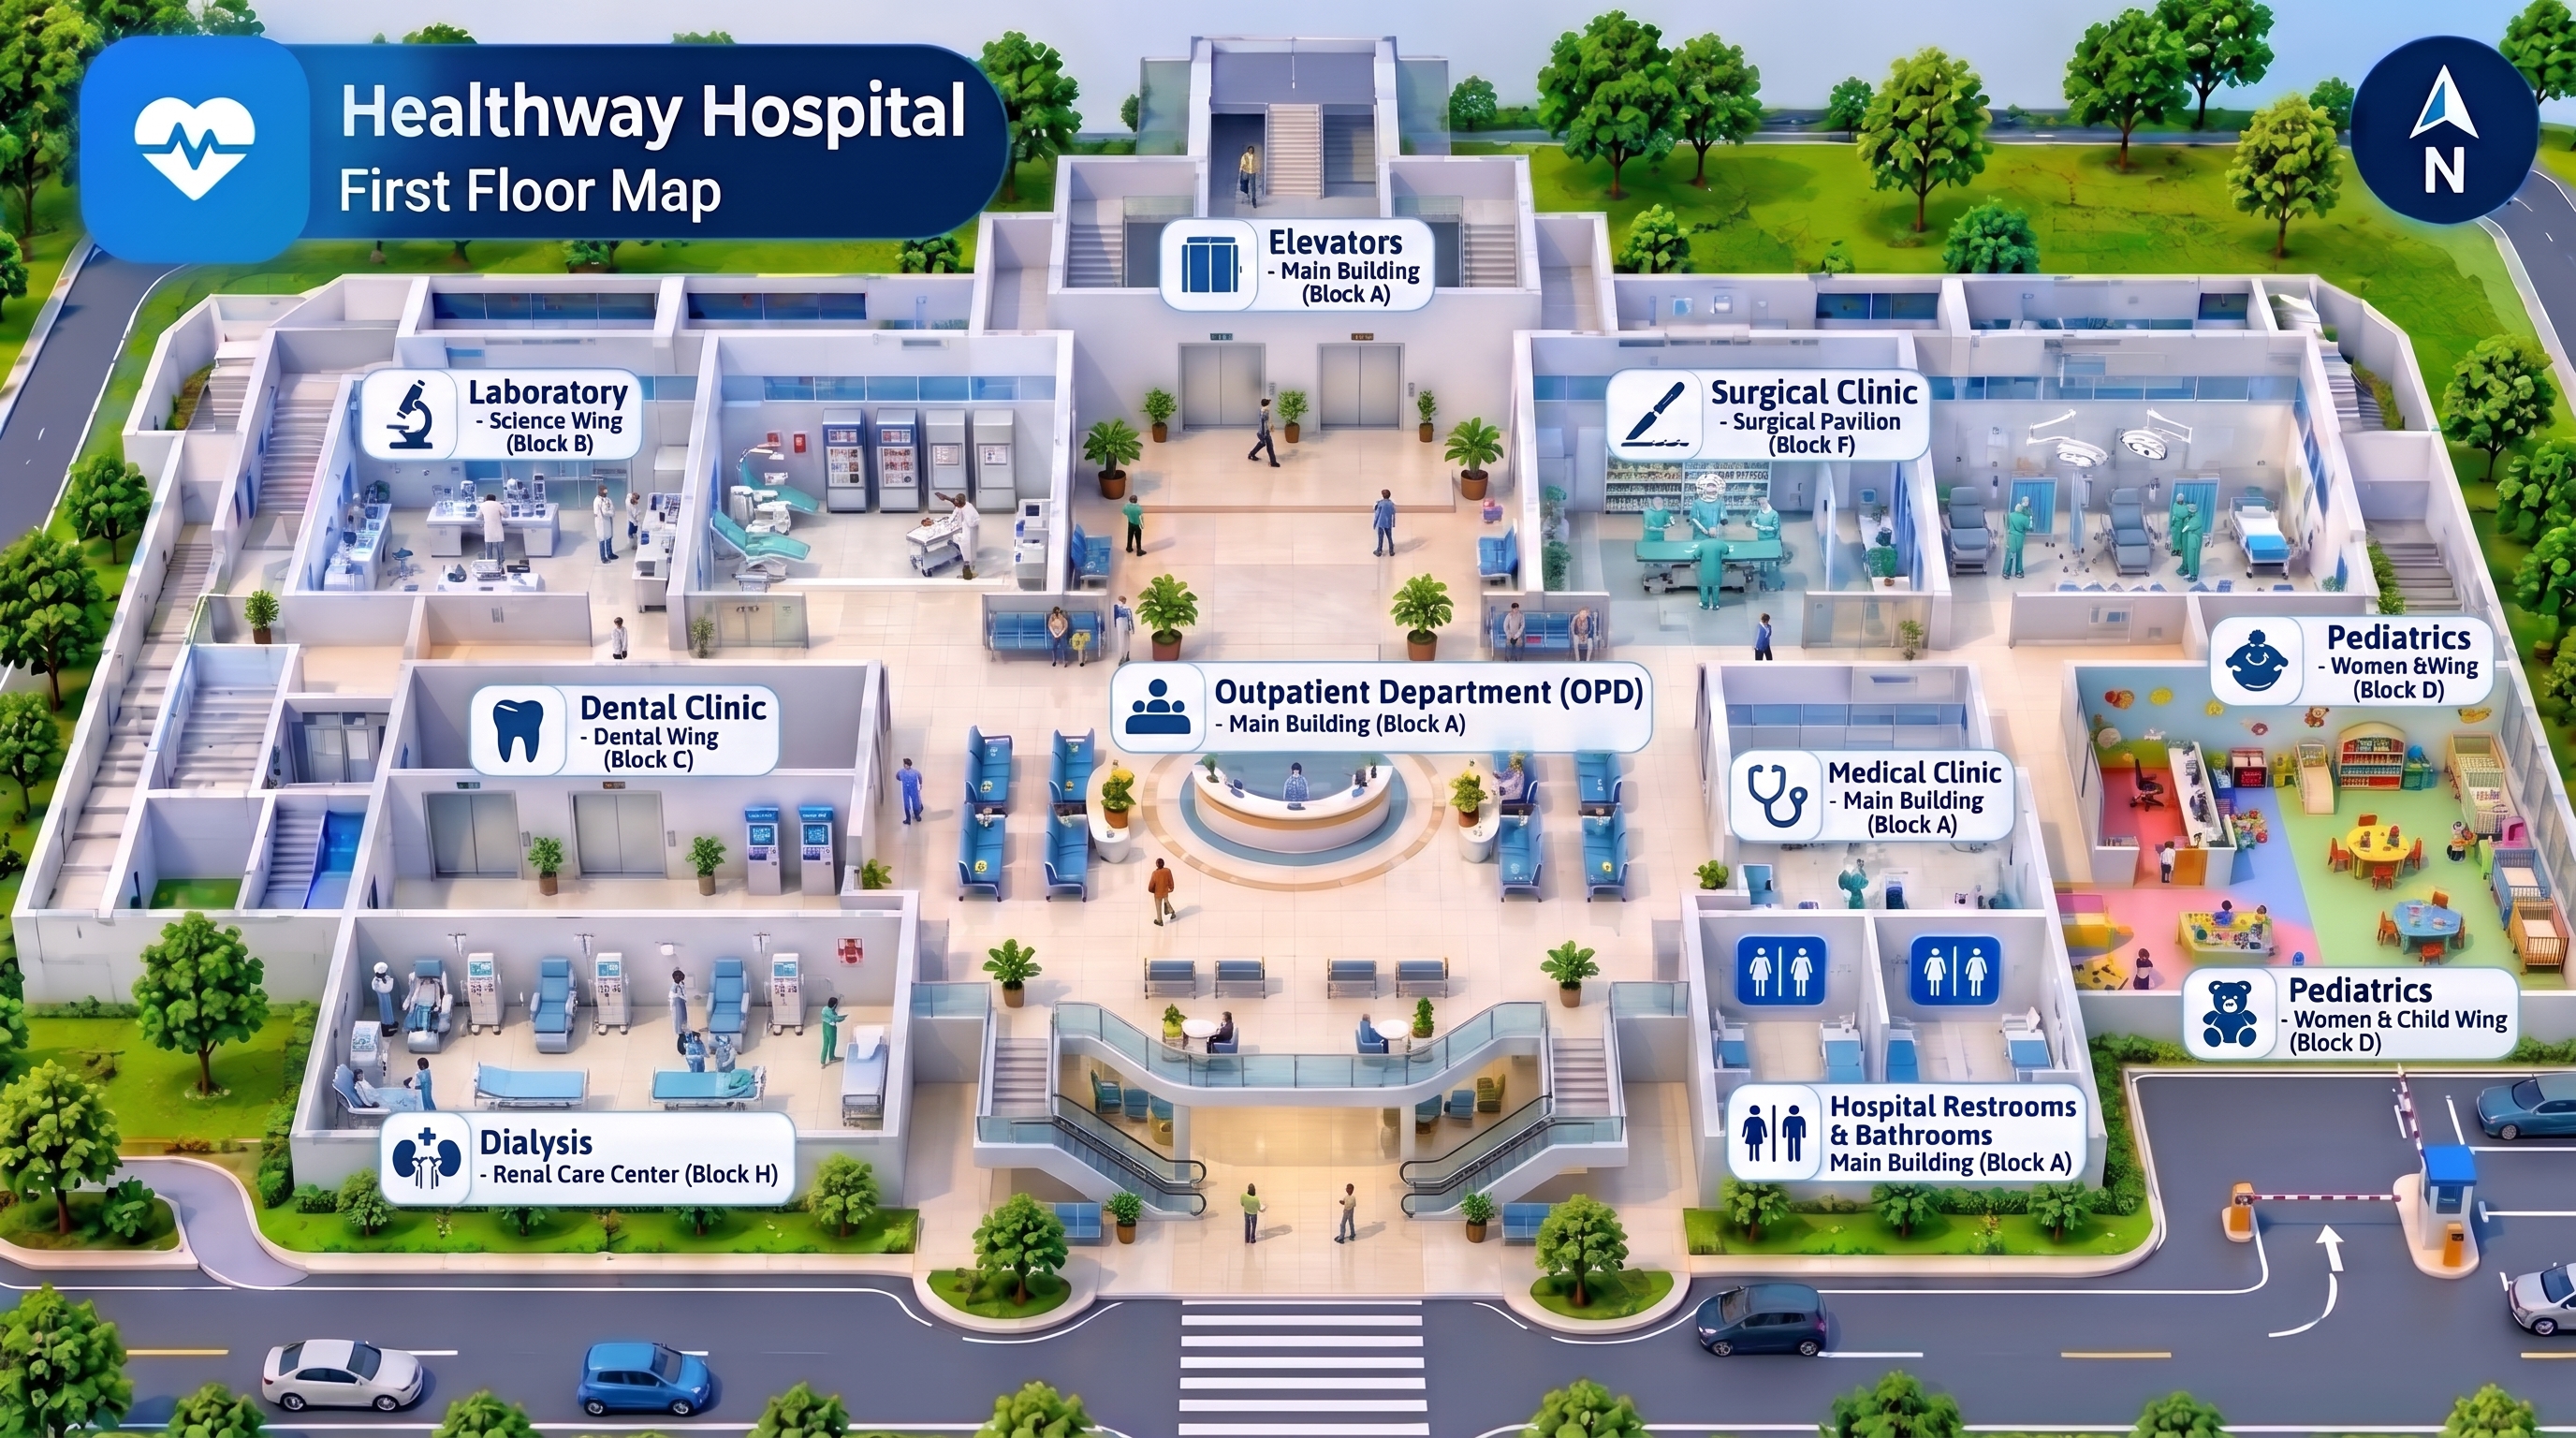 Healthway Hospital
First Floor Map
N
Elevators
- Main Building
(Block A)
Laboratory
- Science Wing
(Block B)
Surgical Clinic
- Surgical Pavilion
(Block F)
Pediatrics
- Women &Wing
(Block D)
Outpatient Department (OPD)
- Main Building (Block A)
Dental Clinic
- Dental Wing
(Block C)
Medical Clinic
- Main Building
(Block A)
Pediatrics
- Women & Child Wing
(Block D)
Hospital Restrooms
& Bathrooms
Main Building (Block A)
Dialysis
- Renal Care Center (Block H)